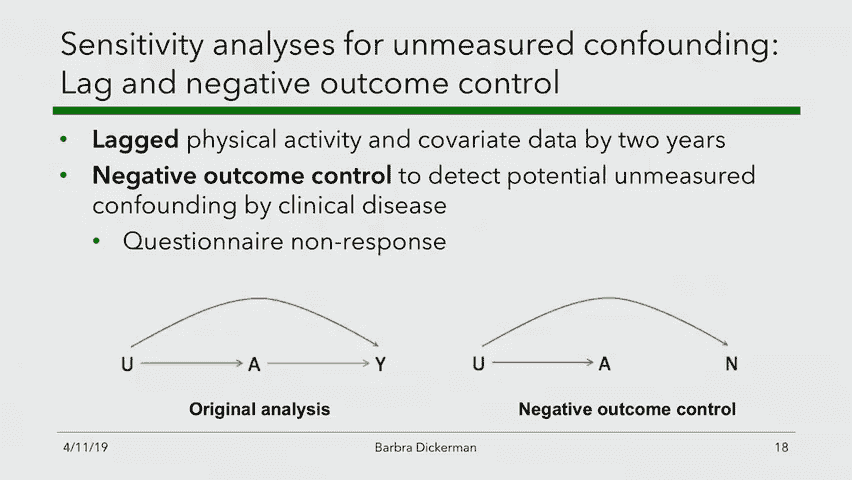 Sensitivity analyses for unmeasured confounding:
Lag and negative outcome control
• Lagged physical activity and covariate data by two years
• Negative outcome control to detect potential unmeasured
confounding by clinical disease
• Questionnaire non-response
U A Y
U A N
Original analysis
Negative outcome control
4/11/19
Barbra Dickerman
18